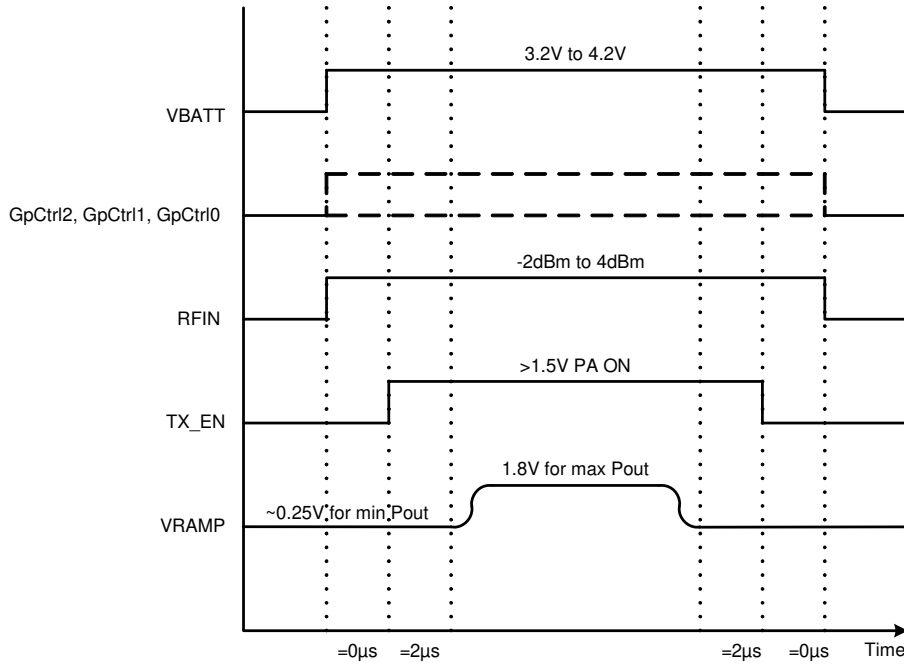 3.2V to 4.2V
VBATT
GpCtrl2, GpCtrl1, GpCtrl0
-2dBm to 4dBm
RFIN
>1.5V PA ON
TX_EN
1.8V for max Pout
~0.25V for min Pout
VRAMP
=0µs =2µs =2µs =0µs Time